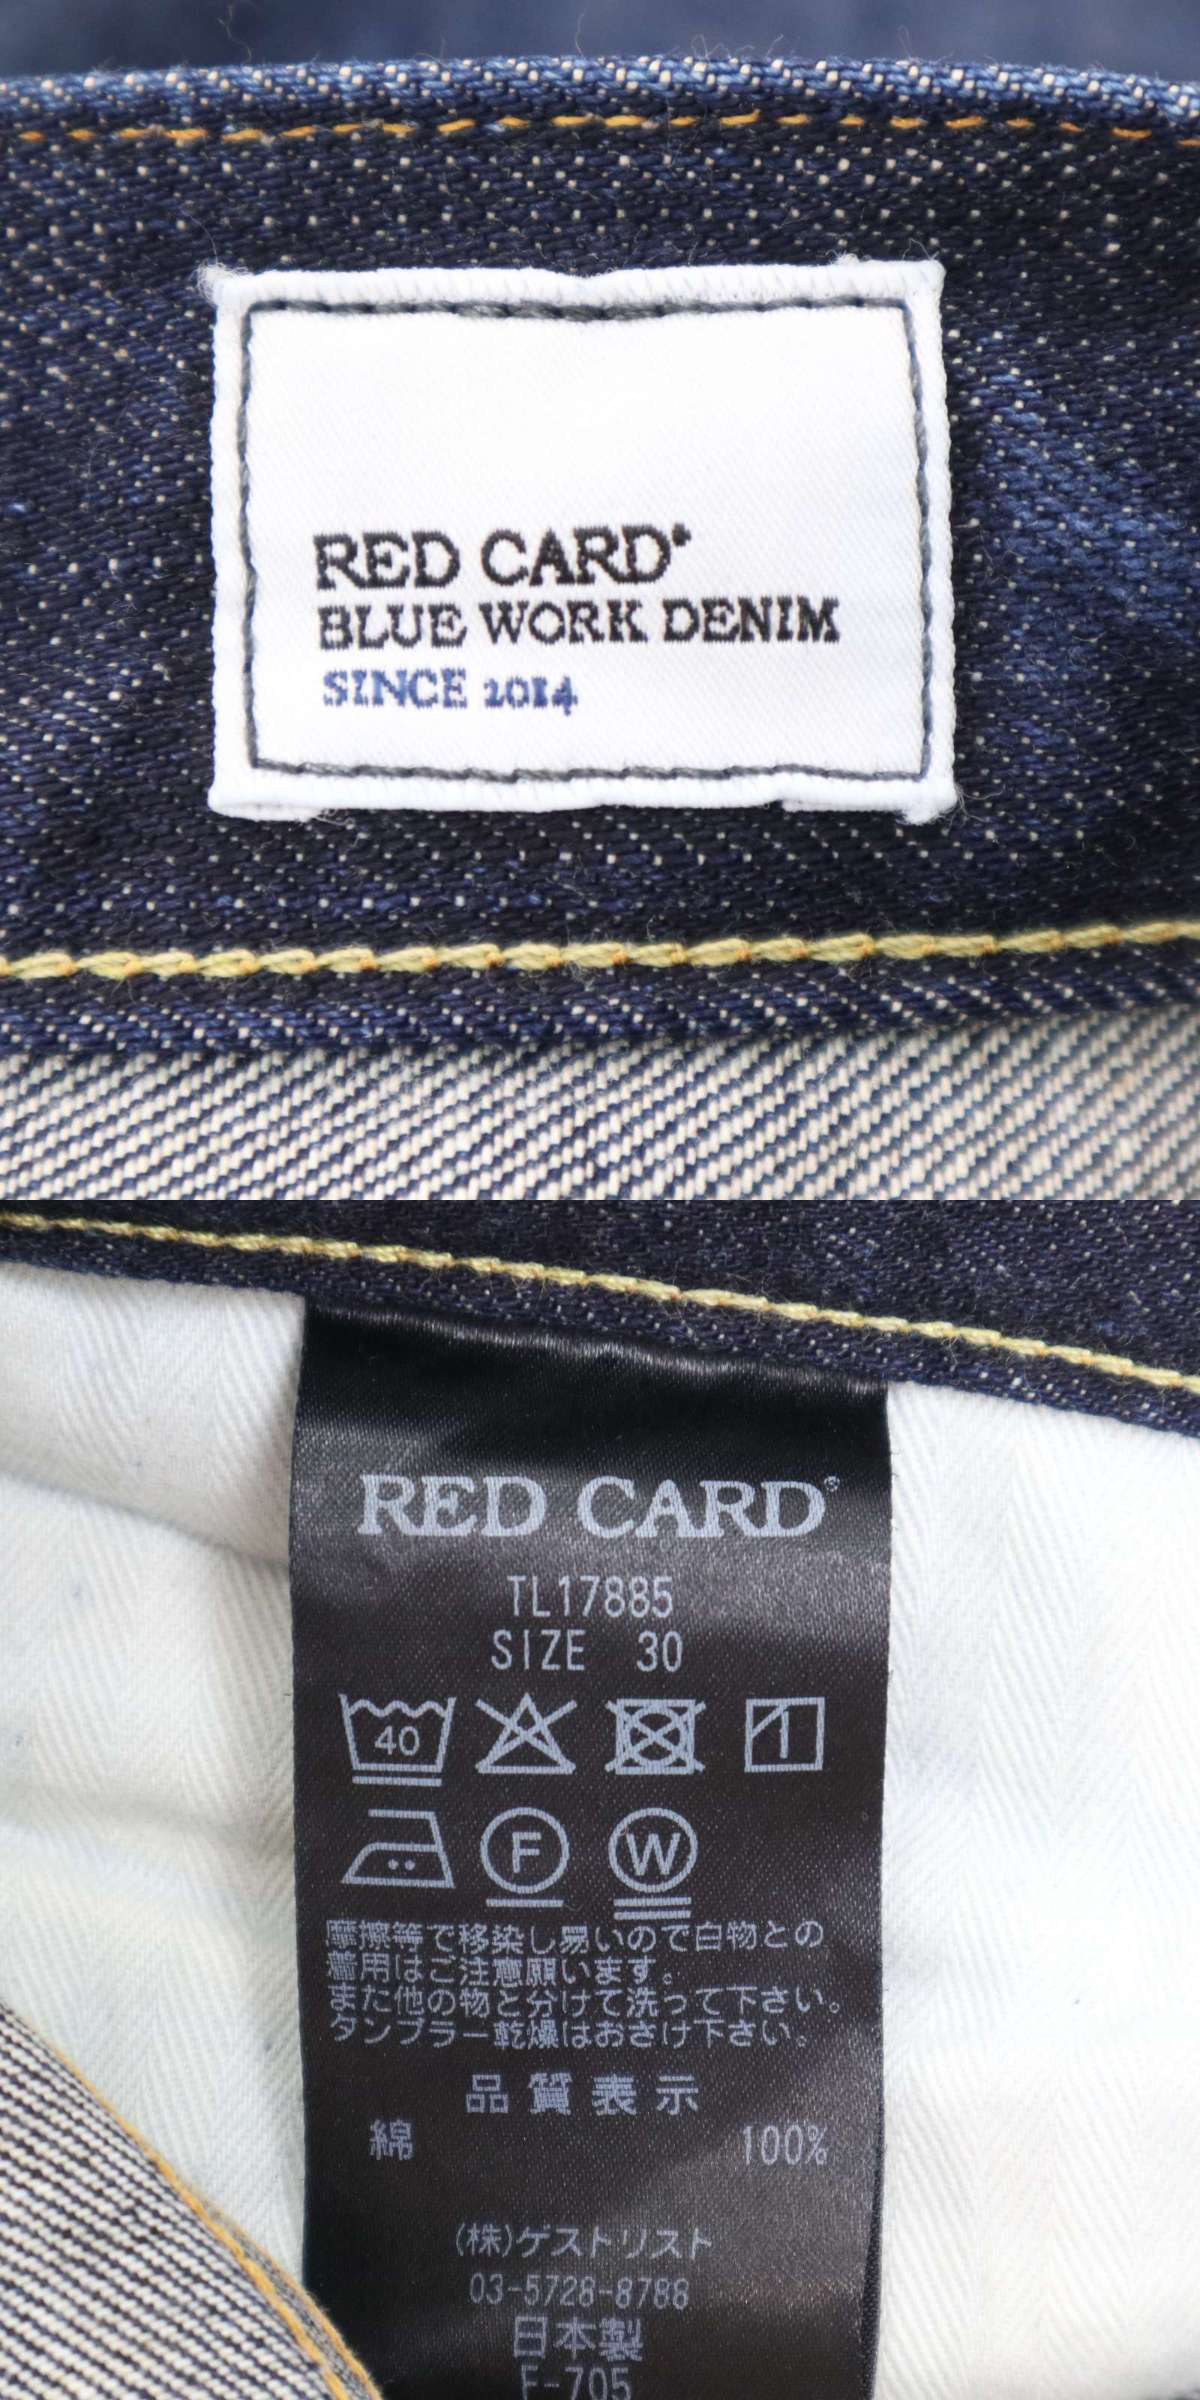 RED CARD
BLUE WORK DENIM
SINCE 2014
RED CARD®
TL17885
SIZE 30
40
F W
摩擦等で移染し易いので白物との
着用はご注意願います。
また他の物と分けて洗って下さい。
タンブラー乾燥はおさけ下さい。
品質表示
綿 100%
(株)ゲストリスト
03-5728-8788
日本製
F-705